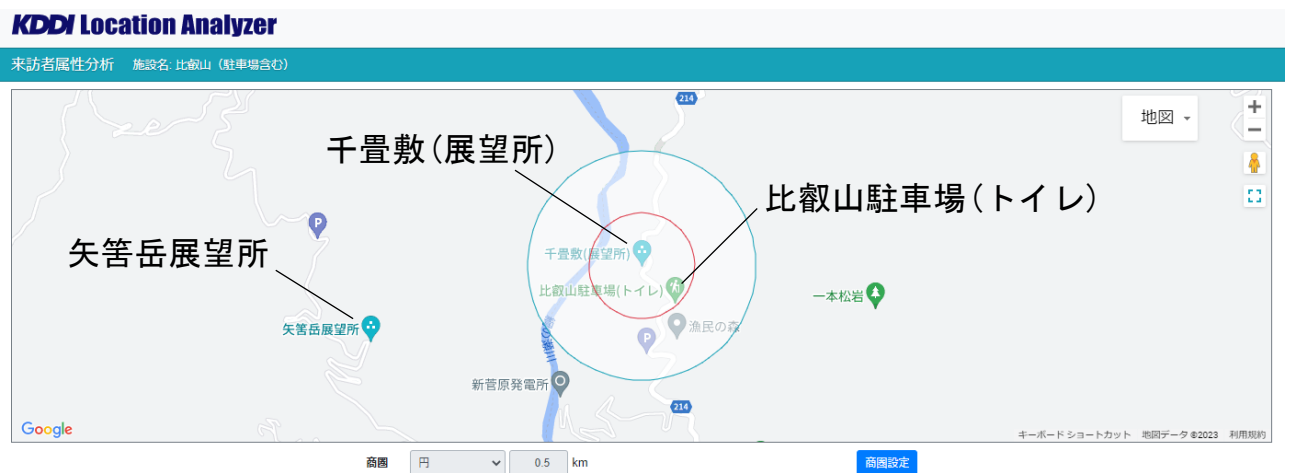 KDDI Location Analyzer
来訪者属性分析 施設名: 比叡山（駐車場含む）
214
地図
千畳敷(展望所)
比叡山駐車場(トイレ)
P
矢筈岳展望所
千畳敷(展望所)
比叡山駐車場(トイレ)
一本松岩
矢筈岳展望所
漁民の森
P
新菅原発電所
214
Google
キーボード ショートカット 地図データ ©2023 利用規約
商圏 円 0.5 km 商圏設定